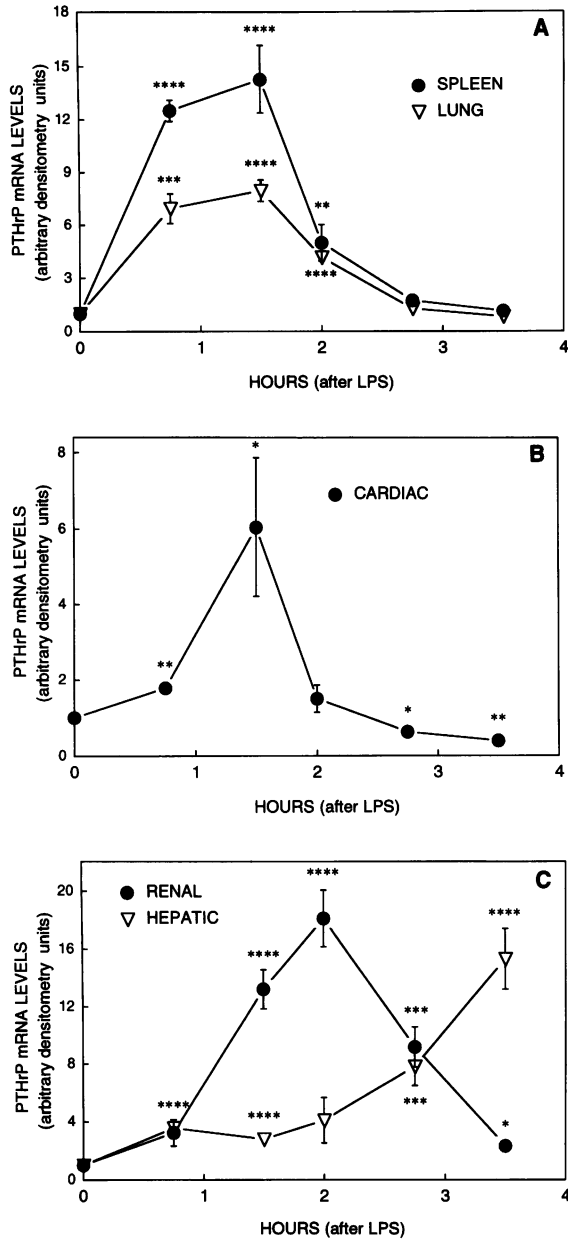 A
18
15
12
9
6
3
0
PTHrP mRNA LEVELS
(arbitrary densitometry units)
****
****
***
****
**
****
SPLEEN
LUNG
0 1 2 3 4
HOURS (after LPS)
B
8
6
4
2
0
PTHrP mRNA LEVELS
(arbitrary densitometry units)
*
**
*
**
CARDIAC
0 1 2 3 4
HOURS (after LPS)
C
20
16
12
8
4
0
PTHrP mRNA LEVELS
(arbitrary densitometry units)
RENAL
HEPATIC
****
****
****
****
***
***
****
*
0 1 2 3 4
HOURS (after LPS)